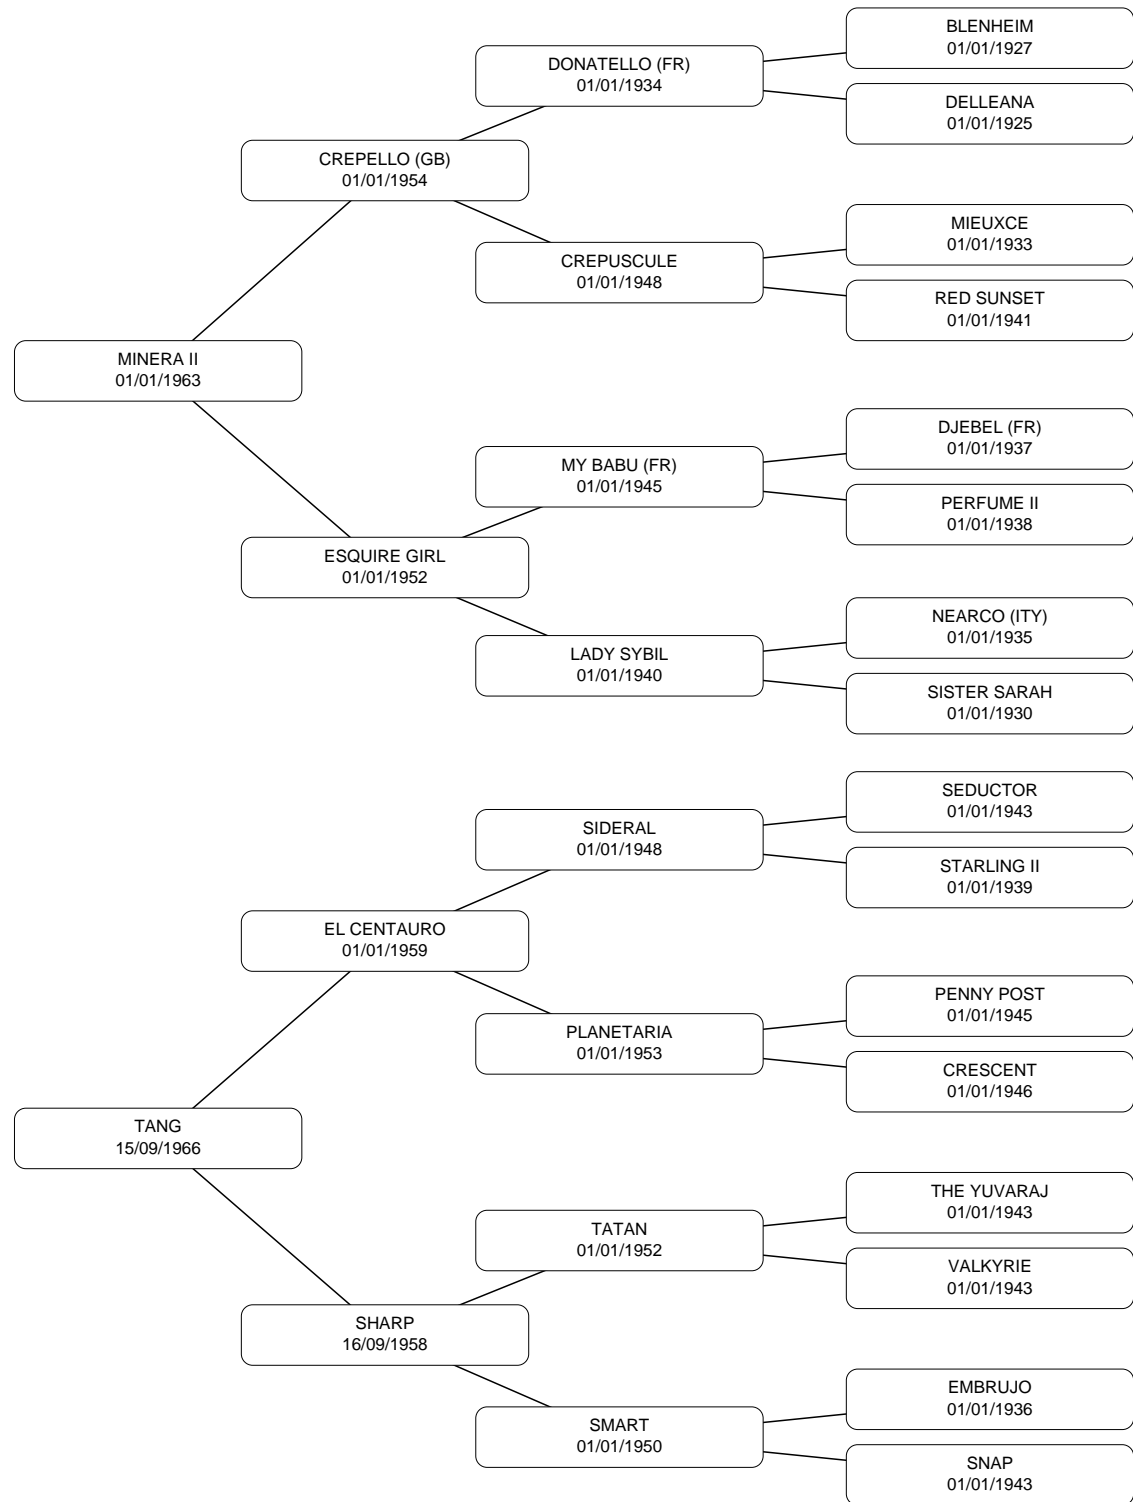 BLENHEIM
01/01/1927
DONATELLO (FR)
01/01/1934
DELLEANA
01/01/1925
CREPELLO (GB)
01/01/1954
MIEUXCE
01/01/1933
CREPUSCULE
01/01/1948
RED SUNSET
01/01/1941
MINERA II
01/01/1963
DJEBEL (FR)
01/01/1937
MY BABU (FR)
01/01/1945
PERFUME II
01/01/1938
ESQUIRE GIRL
01/01/1952
NEARCO (ITY)
01/01/1935
LADY SYBIL
01/01/1940
SISTER SARAH
01/01/1930
SEDUCTOR
01/01/1943
SIDERAL
01/01/1948
STARLING II
01/01/1939
EL CENTAURO
01/01/1959
PENNY POST
01/01/1945
PLANETARIA
01/01/1953
CRESCENT
01/01/1946
TANG
15/09/1966
THE YUVARAJ
01/01/1943
TATAN
01/01/1952
VALKYRIE
01/01/1943
SHARP
16/09/1958
EMBRUJO
01/01/1936
SMART
01/01/1950
SNAP
01/01/1943